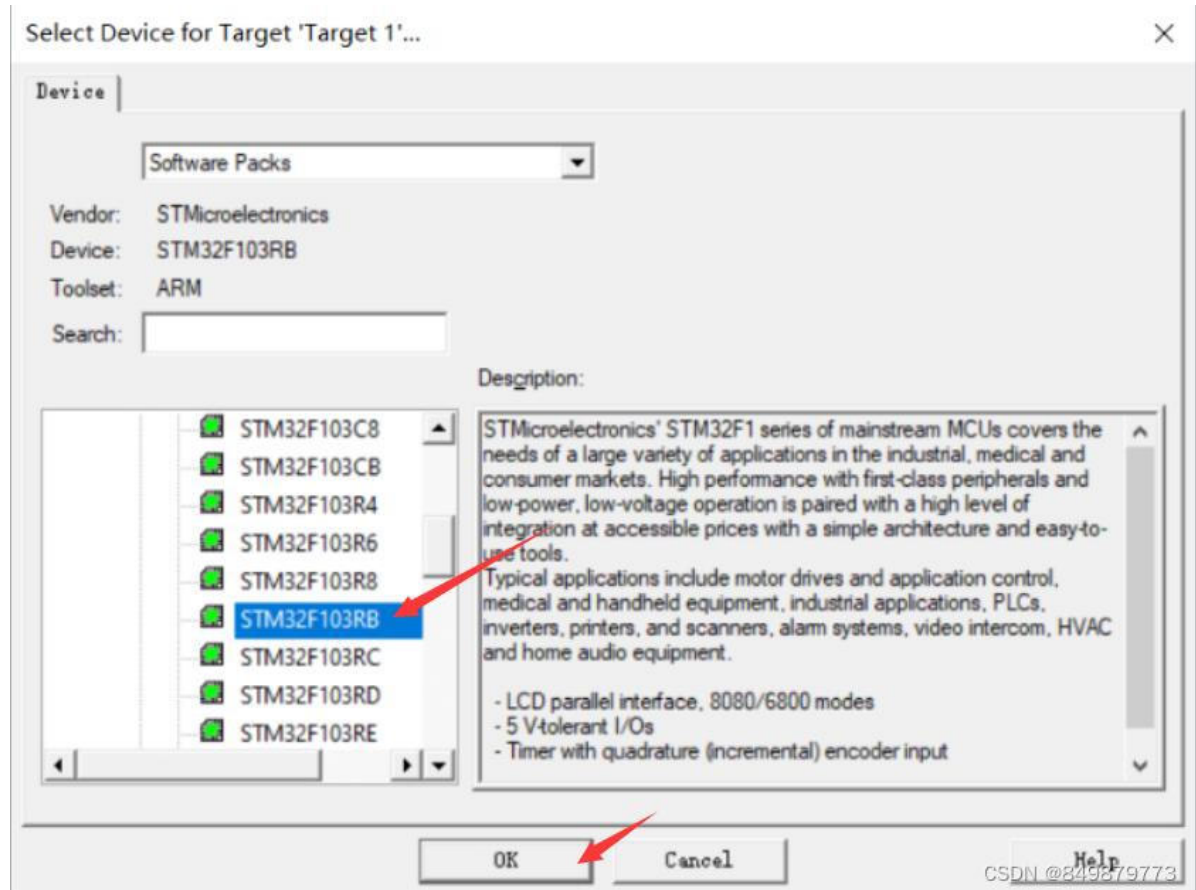 Select Device for Target 'Target 1'...
Device
Software Packs
Vendor: STMicroelectronics
Device: STM32F103RB
Toolset: ARM
Search:
Description:
STM32F103C8
STM32F103CB
STM32F103R4
STM32F103R6
STM32F103R8
STM32F103RB
STM32F103RC
STM32F103RD
STM32F103RE
STMicroelectronics' STM32F1 series of mainstream MCUs covers the
needs of a large variety of applications in the industrial, medical and
consumer markets. High performance with first-class peripherals and
low-power, low-voltage operation is paired with a high level of
integration at accessible prices with a simple architecture and easy-to-
use tools.
Typical applications include motor drives and application control,
medical and handheld equipment, industrial applications, PLCs,
inverters, printers, and scanners, alarm systems, video intercom, HVAC
and home audio equipment.
- LCD parallel interface, 8080/6800 modes
- 5 V-tolerant I/Os
- Timer with quadrature (incremental) encoder input
OK Cancel Help
CSDN @849879773